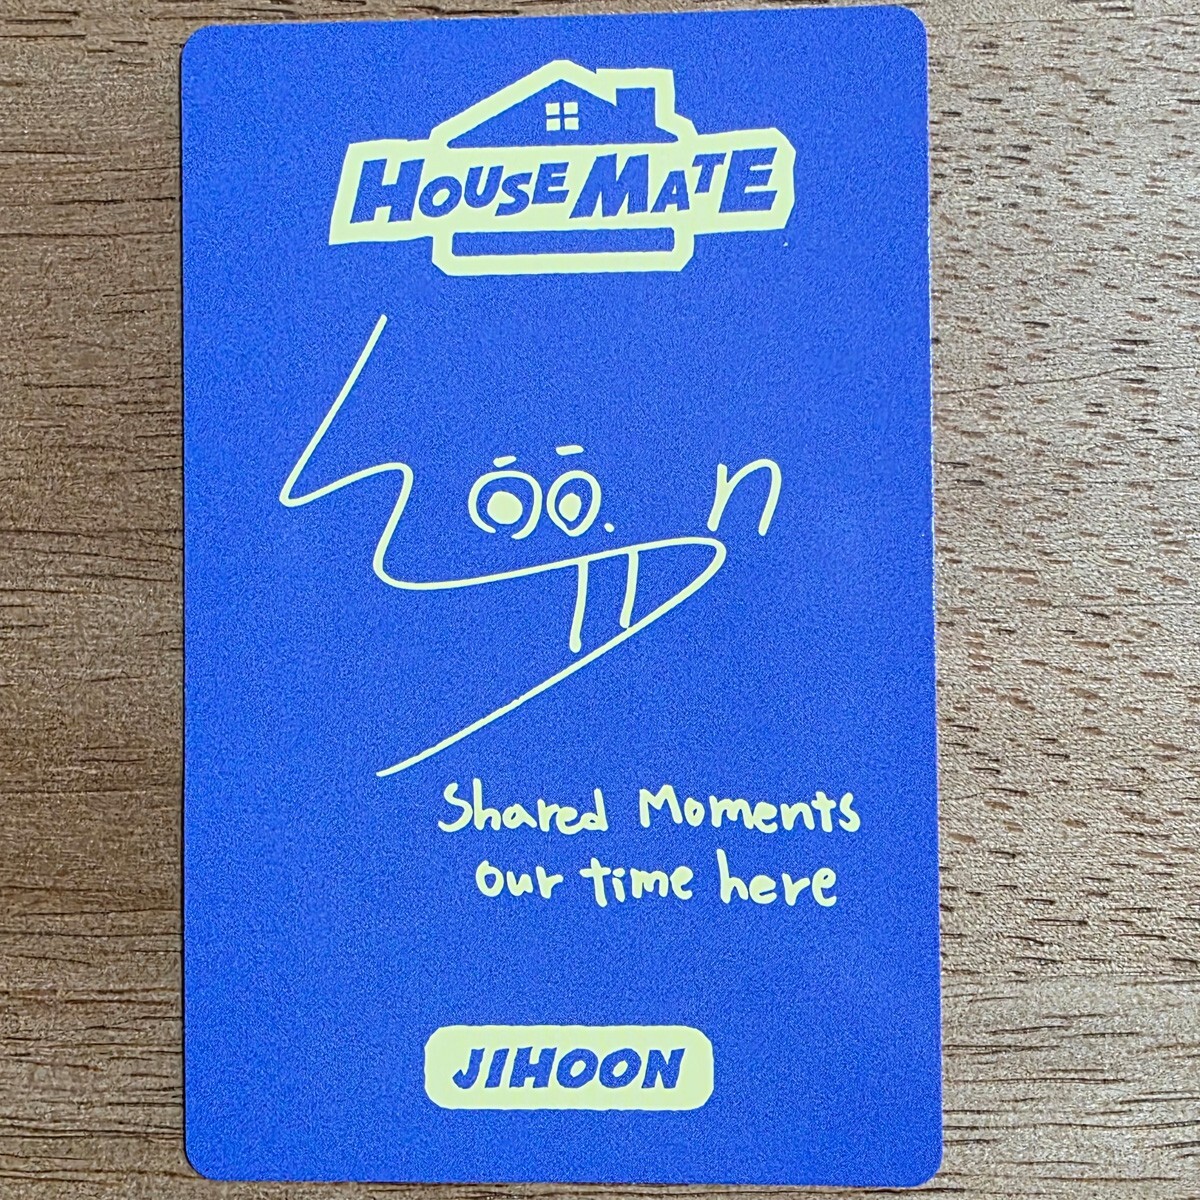 HOUSE MATE
Shared Moments
our time here
JIHOON